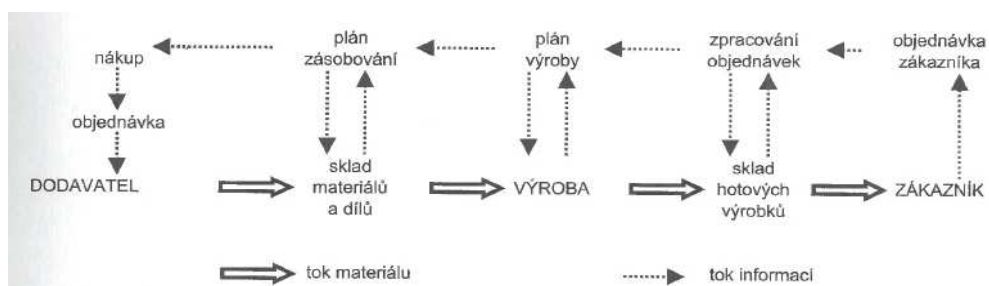 nákup
plán
zásobování
plán
výroby
zpracování
objednávek
objednávka
zákazníka
objednávka
DODAVATEL
sklad
materiálů
a dílů
VÝROBA
sklad
hotových
výrobků
ZÁKAZNÍK
tok materiálu
tok informací